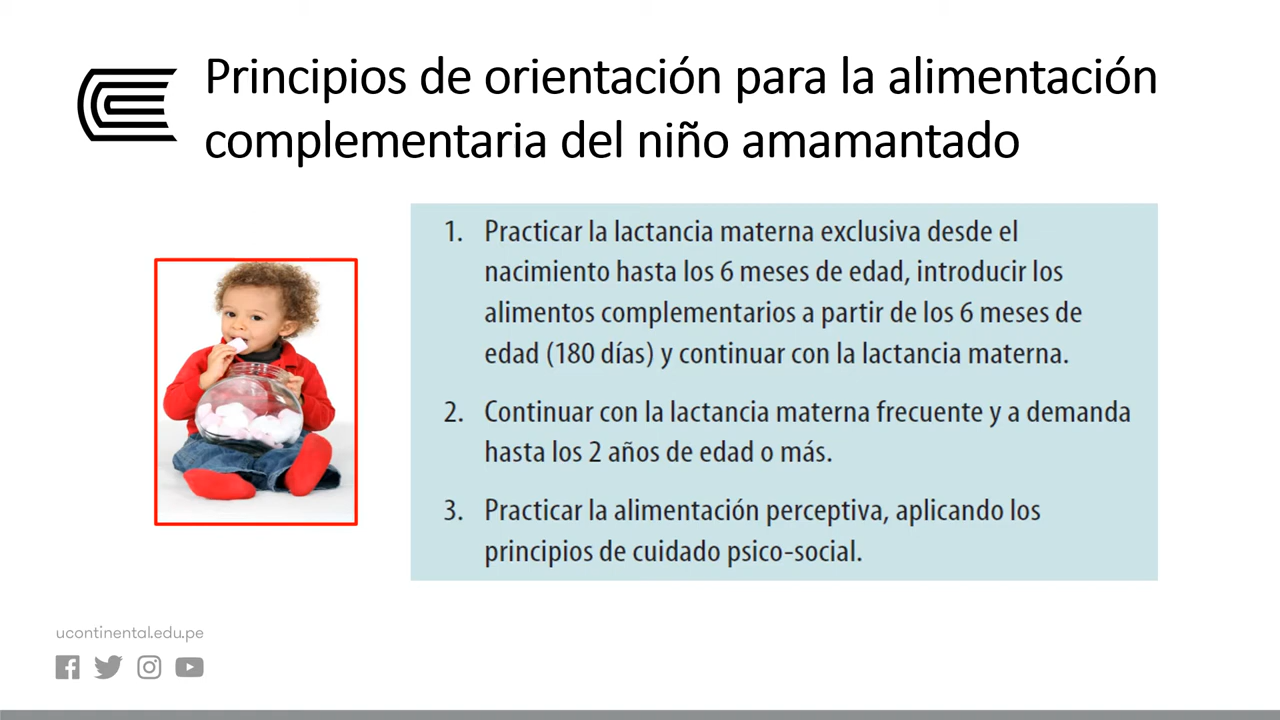 Principios de orientación para la alimentación
complementaria del niño amamantado
1. Practicar la lactancia materna exclusiva desde el
nacimiento hasta los 6 meses de edad, introducir los
alimentos complementarios a partir de los 6 meses de
edad (180 días) y continuar con la lactancia materna.
2. Continuar con la lactancia materna frecuente y a demanda
hasta los 2 años de edad o más.
3. Practicar la alimentación perceptiva, aplicando los
principios de cuidado psico-social.
ucontinental.edu.pe